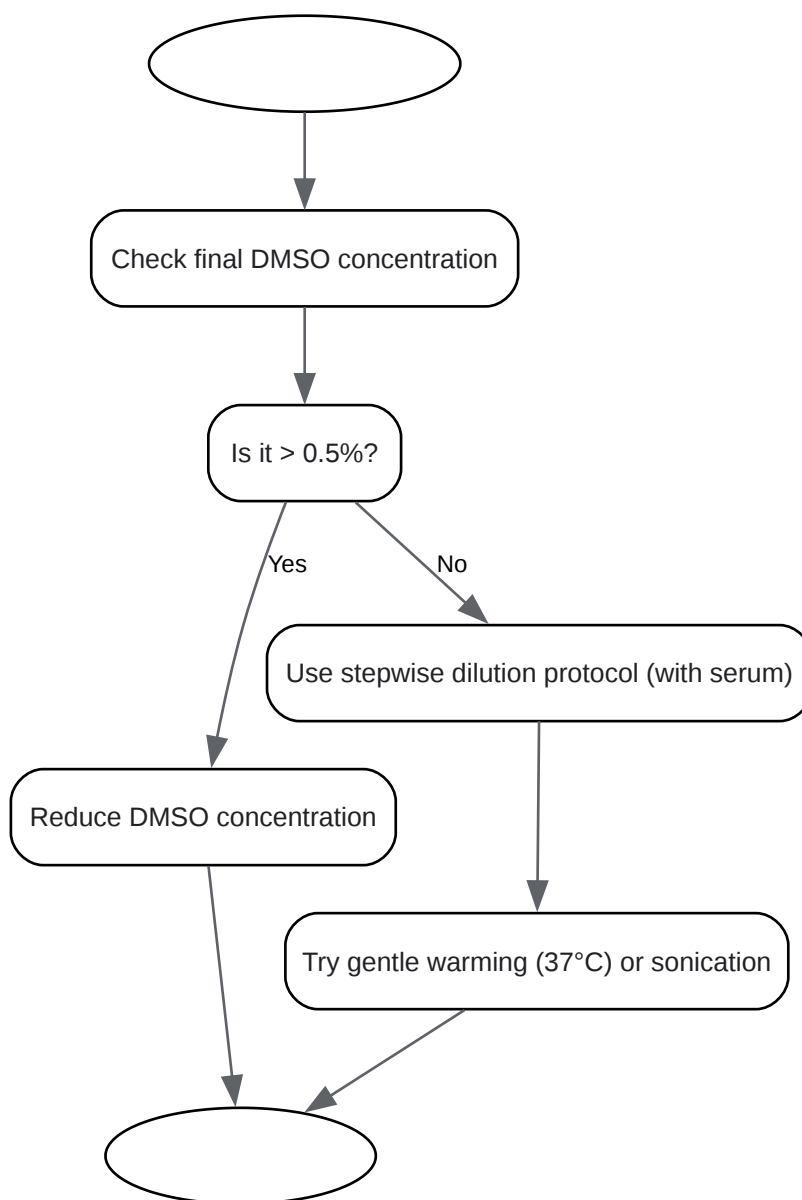 Check final DMSO concentration
Is it > 0.5%?
Yes
No
Use stepwise dilution protocol (with serum)
Reduce DMSO concentration
Try gentle warming (37°C) or sonication